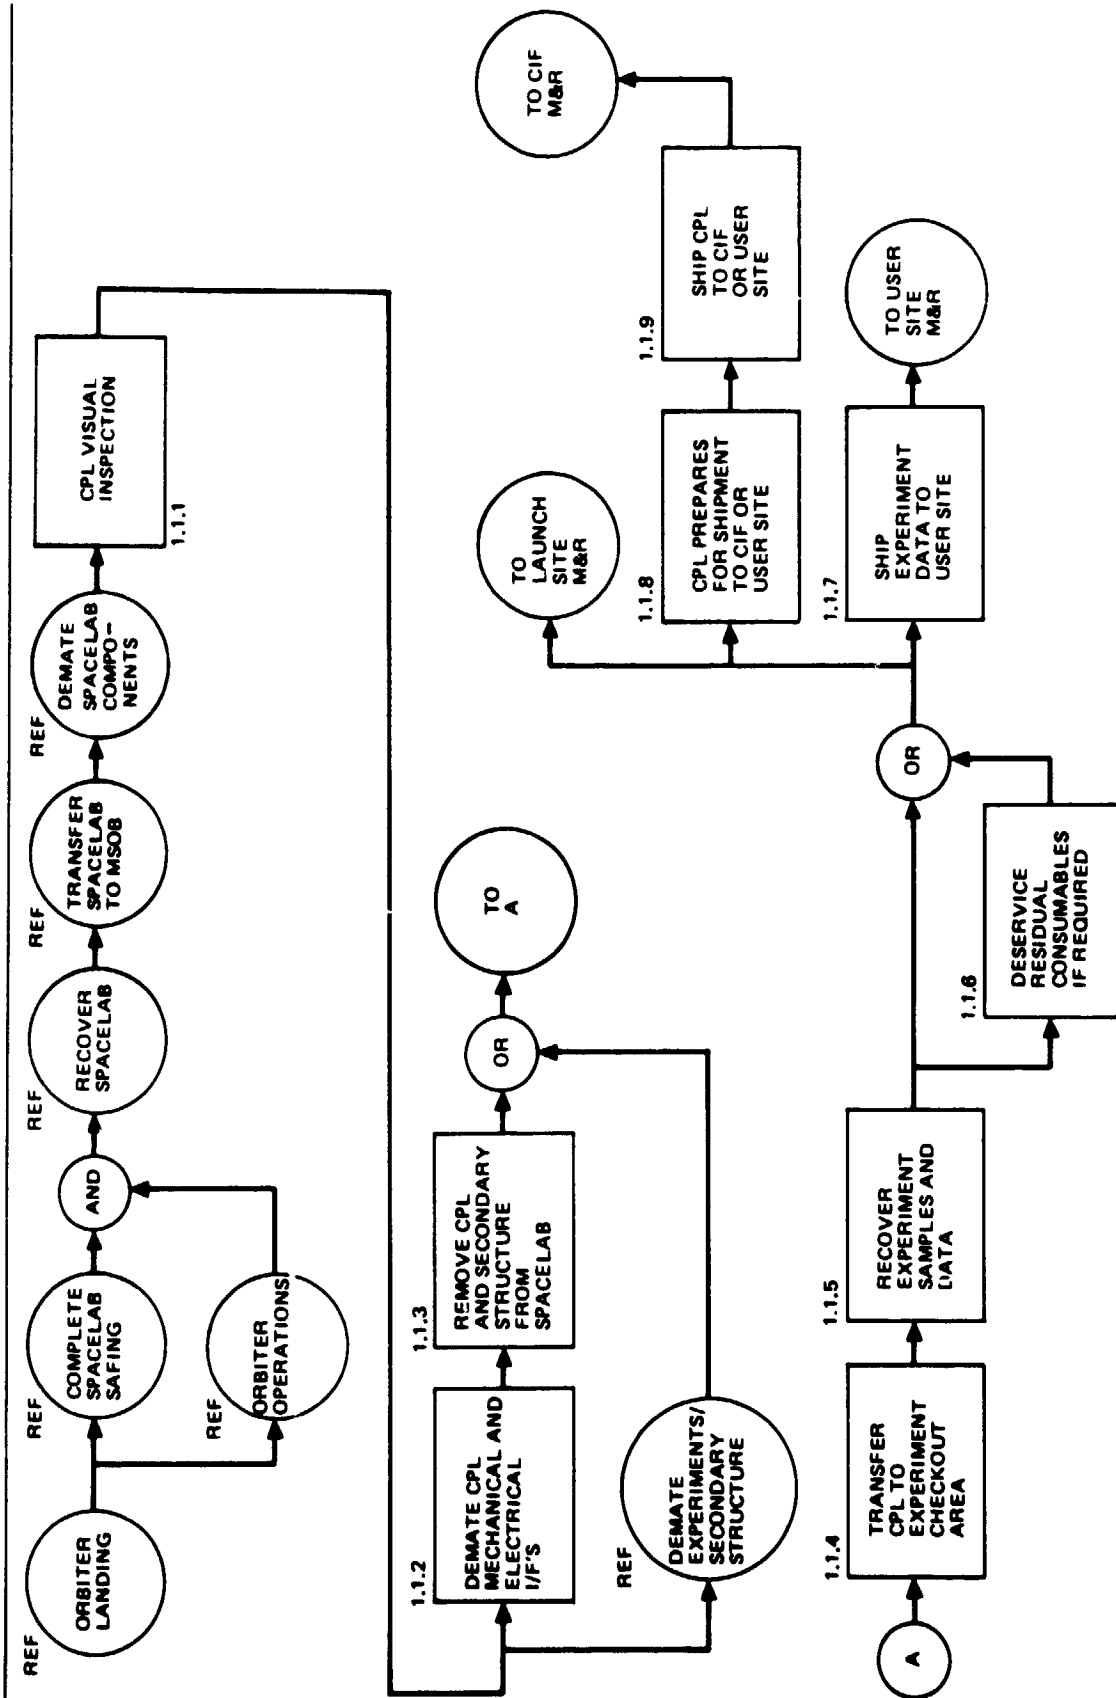 REF
ORBITER
LANDING
REF
COMPLETE
SPACELAB
SAFING
REF
ORBITER
OPERATIONS
AND
REF
RECOVER
SPACELAB
REF
TRANSFER
SPACELAB
TO MSOB
REF
DEMATE
SPACELAB
COMPO-
NENTS
CPL VISUAL
INSPECTION
1.1.1
1.1.2
DEMATE CPL
MECHANICAL AND
ELECTRICAL
I/F'S
1.1.3
REMOVE CPL
AND SECONDARY
STRUCTURE
FROM
SPACELAB
REF
DEMATE
EXPERIMENTS/
SECONDARY
STRUCTURE
OR
TO
A
A
1.1.4
TRANSFER
CPL TO
EXPERIMENT
CHECKOUT
AREA
1.1.5
RECOVER
EXPERIMENT
SAMPLES AND
DATA
1.1.6
DESERVICE
RESIDUAL
CONSUMABLES
IF REQUIRED
OR
TO
LAUNCH
SITE
M&R
1.1.8
CPL PREPARES
FOR SHIPMENT
TO CIF OR
USER SITE
1.1.7
SHIP
EXPERIMENT
DATA TO
USER SITE
1.1.9
SHIP CPL
TO CIF
OR USER
SITE
TO USER
SITE
M&R
TO CIF
M&R